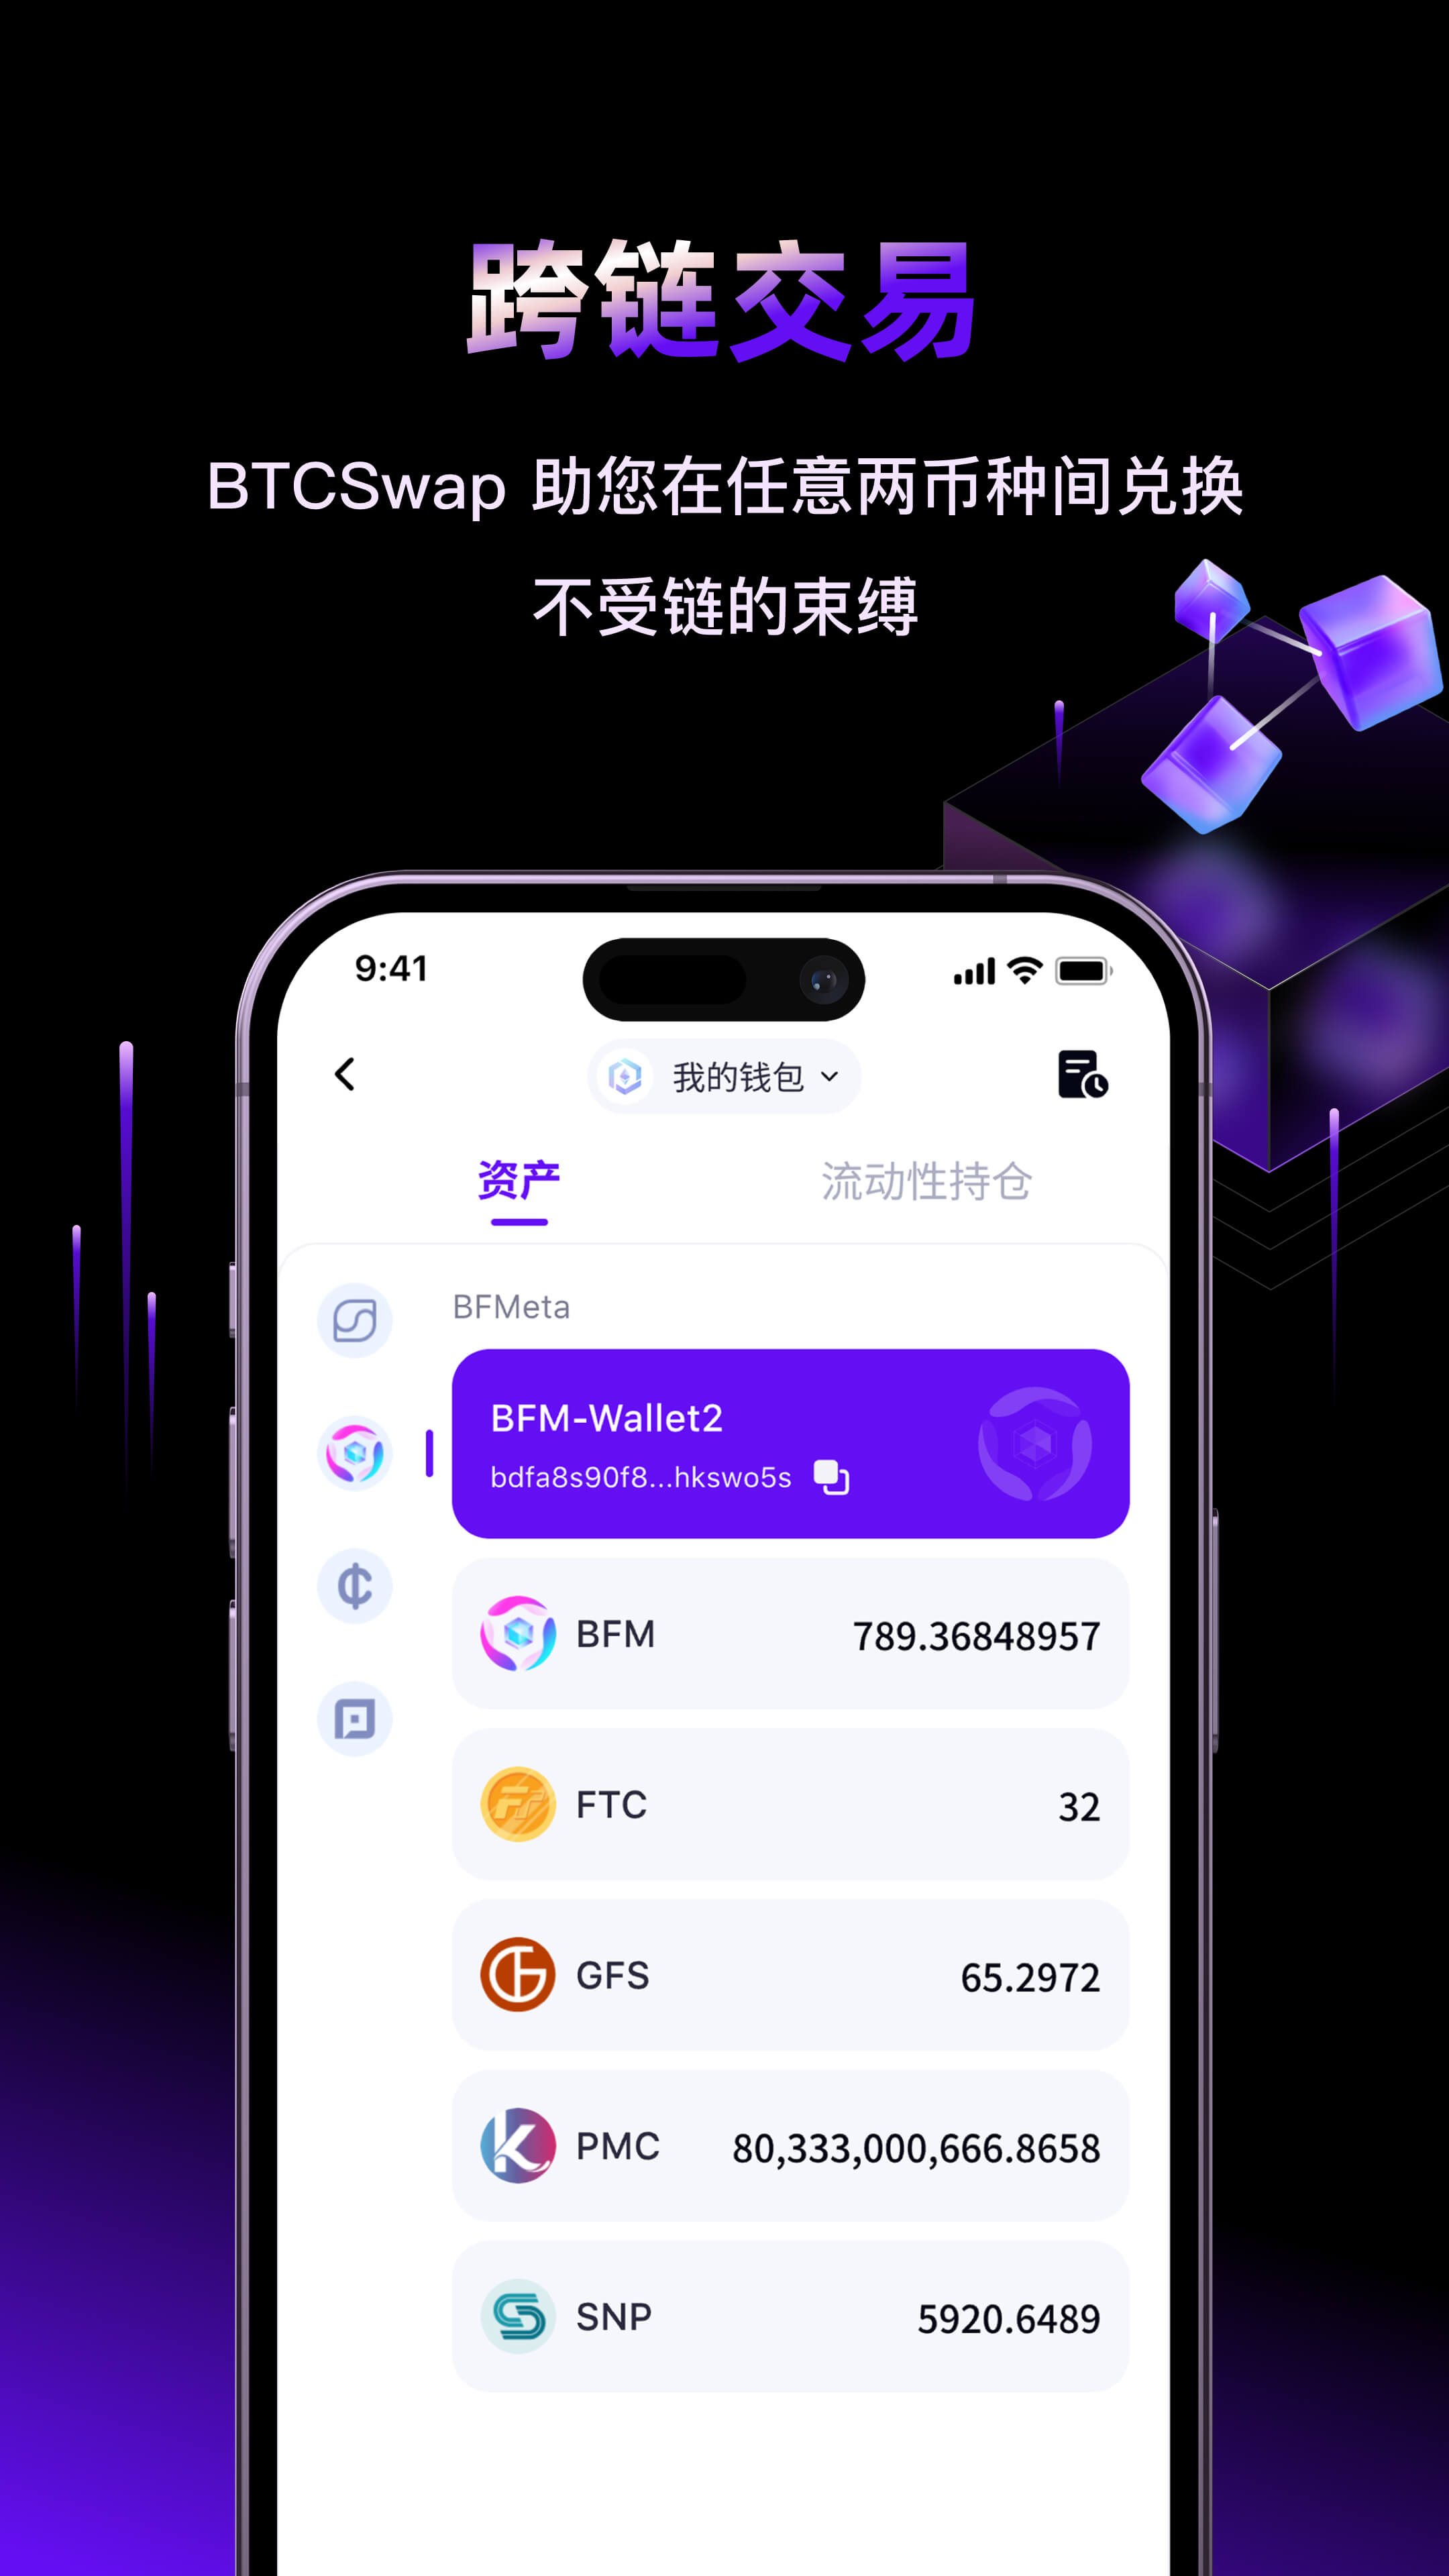 跨链交易
BTCSwap 助您在任意两币种间兑换
不受链的束缚
9:41
我的钱包
资产 流动性持仓
BFMeta
BFM-Wallet2
bdfa8s90f8...hkswo5s
BFM 789.36848957
FTC 32
GFS 65.2972
PMC 80,333,000,666.8658
SNP 5920.6489